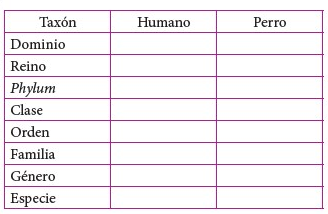 Taxón Humano Perro
Dominio
Reino
Phylum
Clase
Orden
Familia
Género
Especie